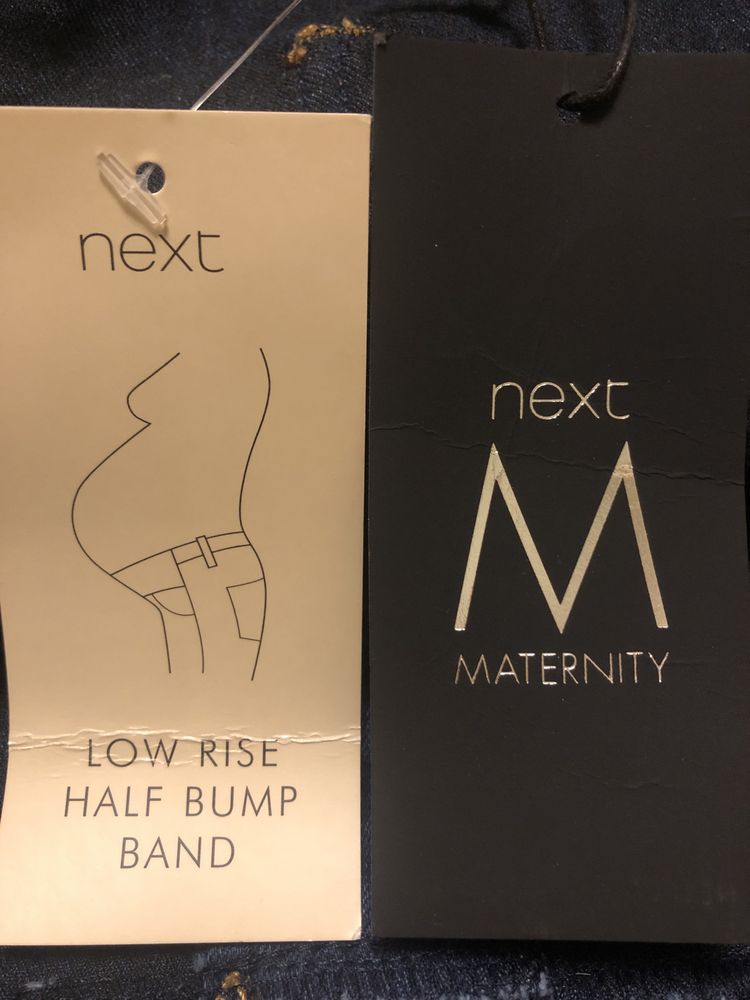 next
LOW RISE
HALF BUMP
BAND
next
M
MATERNITY